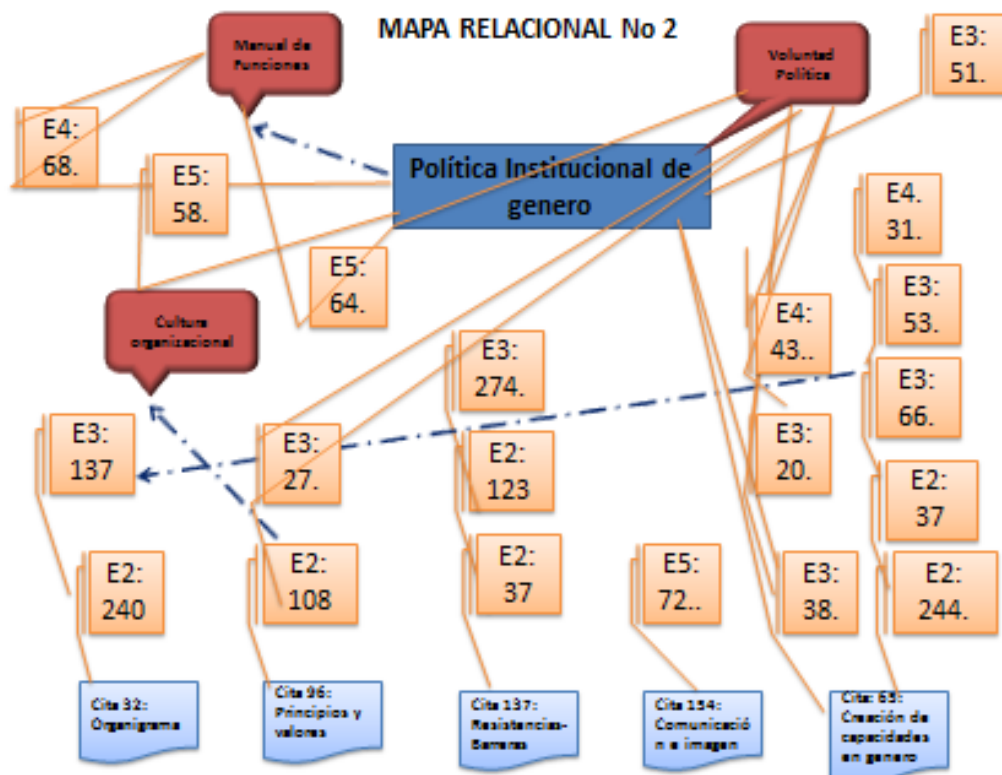 MAPA RELACIONAL No 2
Manual de
Funciones
Voluntad
Política
E3:
51.
E4:
68.
E5:
58.
Política Institucional de
genero
E4.
31.
E5:
64.
Cultura
organizacional
E4:
43..
E3:
53.
E3:
274.
E3:
66.
E3:
137
E3:
27.
E2:
123
E3:
20.
E2:
37
E2:
240
E2:
108
E2:
37
E5:
72..
E3:
38.
E2:
244.
Cita 32:
Organigrama
Cita 96:
Principios y
valores
Cita 137:
Resistencias-
Barreras
Cita 154:
Comunicació
n e imagen
Cita: 65:
Creación de
capacidades
en genero